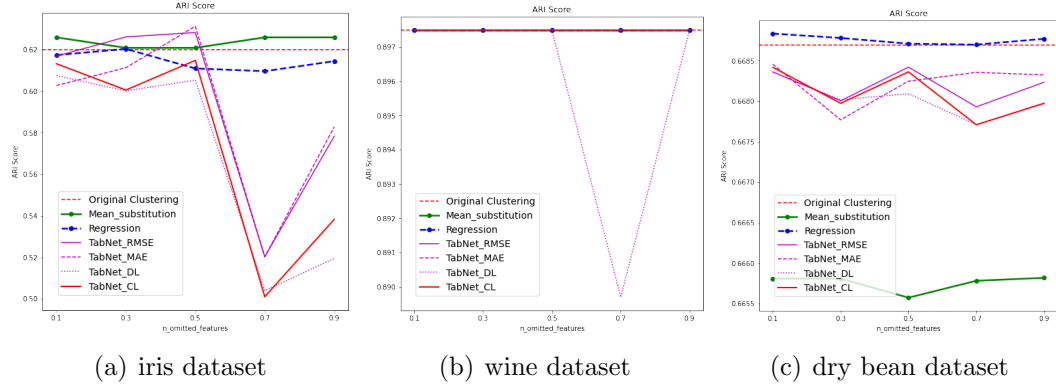 ARI Score
0.62
0.60
0.58
0.56
0.54
0.52
0.50
ARI Score
Original Clustering
Mean_substitution
Regression
TabNet_RMSE
TabNet_MAE
TabNet_DL
TabNet_CL
0.1 0.3 0.5 0.7 0.9
n_omitted_features
(a) iris dataset
ARI Score
0.897
0.896
0.895
0.894
0.893
0.892
0.891
0.890
ARI Score
Original Clustering
Mean_substitution
Regression
TabNet_RMSE
TabNet_MAE
TabNet_DL
TabNet_CL
0.1 0.3 0.5 0.7 0.9
n_omitted_features
(b) wine dataset
ARI Score
0.6685
0.6680
0.6675
0.6670
0.6665
0.6660
0.6655
ARI Score
Original Clustering
Mean_substitution
Regression
TabNet_RMSE
TabNet_MAE
TabNet_DL
TabNet_CL
0.1 0.3 0.5 0.7 0.9
n_omitted_features
(c) dry bean dataset